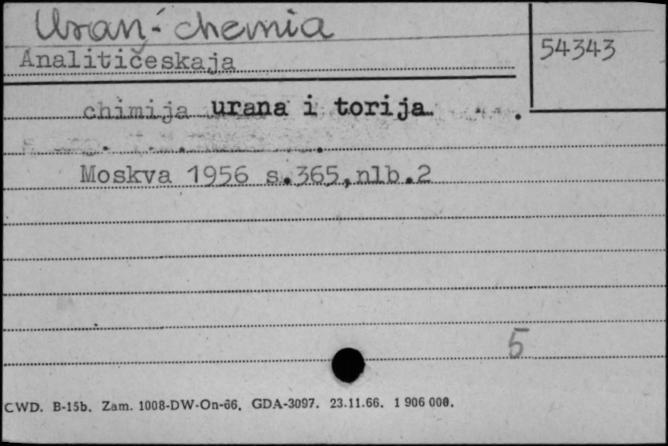 Uran - chemia
54343
Analitičeskaja
chimija urana i torija.
Moskva 1956 s.365,nlb.2
5
CWD. B-15b. Zam. 1008-DW-On-66. GDA-3097. 23.11.66. 1 906 000.